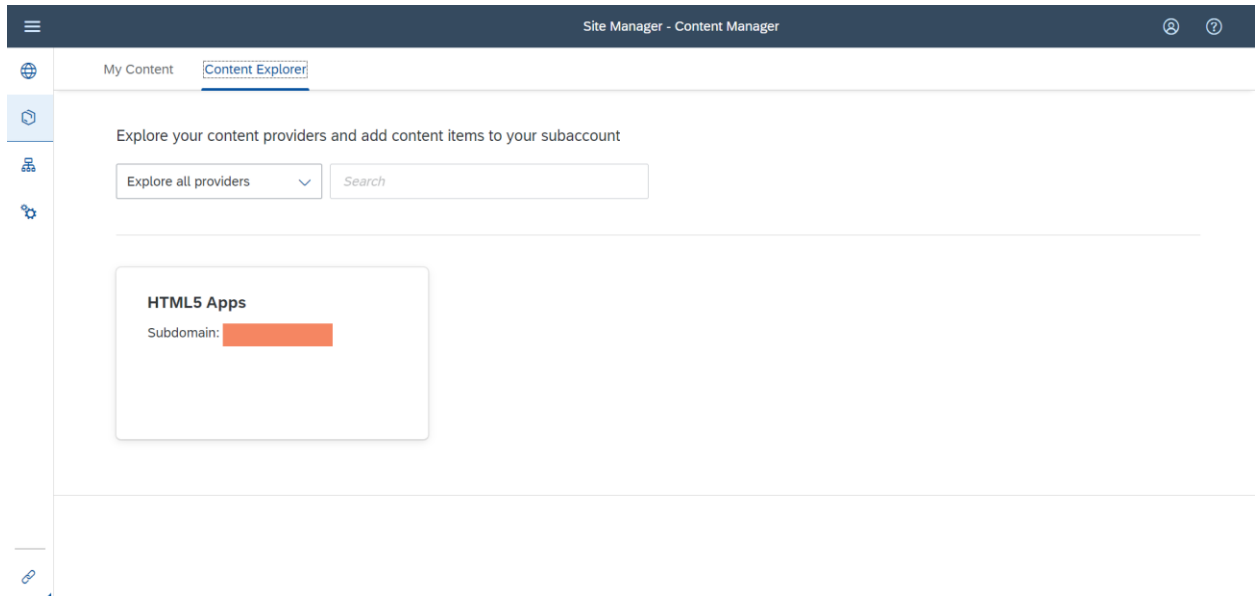 Site Manager - Content Manager
My Content Content Explorer
Explore your content providers and add content items to your subaccount
Explore all providers Search
HTML5 Apps
Subdomain: